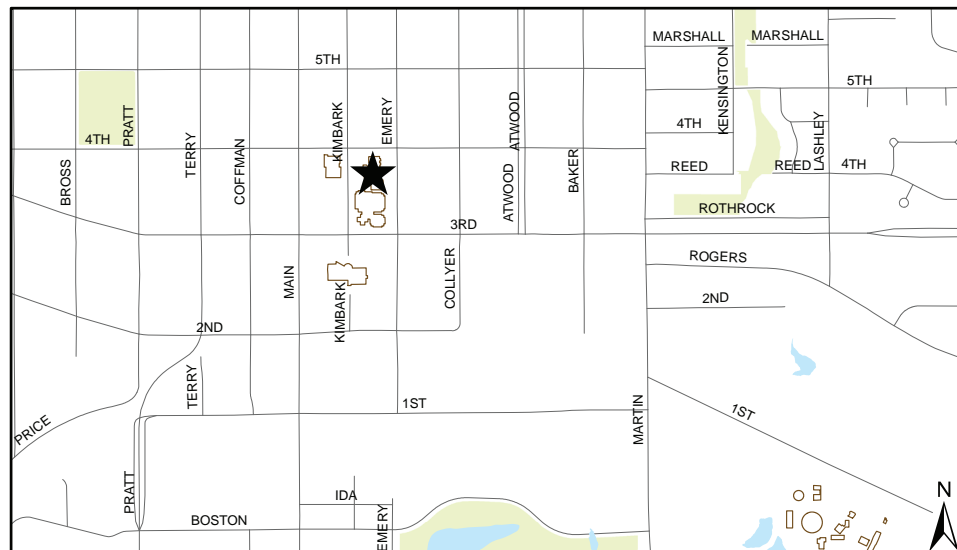 MARSHALL
MARSHALL
5TH
KENSINGTON
5TH
KIMBARK
EMERY
ATWOOD
4TH
PRATT
TERRY
4TH
LASHLEY
BROSS
COFFMAN
ATWOOD
BAKER
REED
REED
4TH
ROTHROCK
3RD
MAIN
COLLYER
ROGERS
KIMBARK
2ND
2ND
TERRY
1ST
MARTIN
1ST
PRICE
PRATT
IDA
BOSTON
EMERY
N